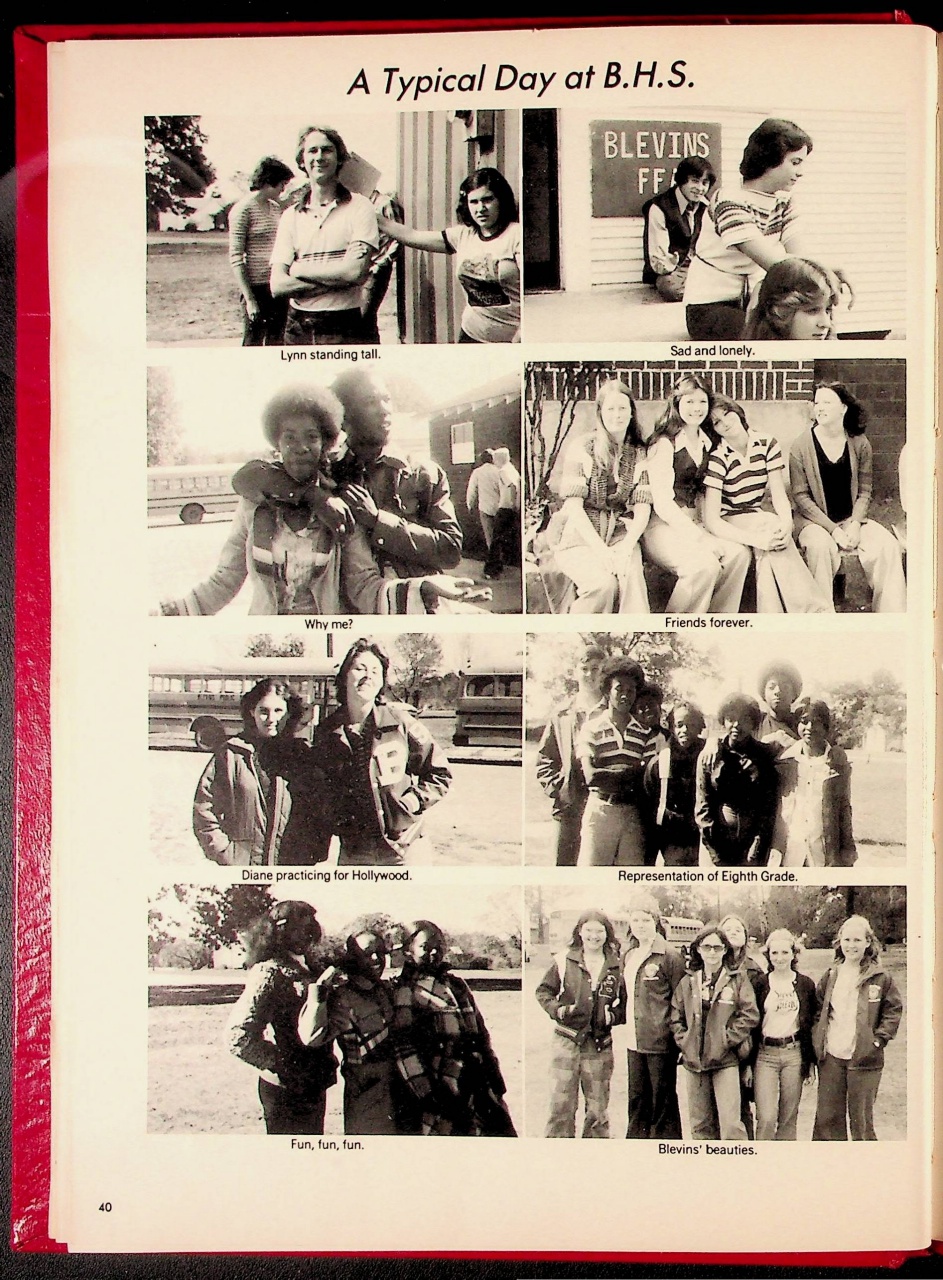 A Typical Day at B.H.S.
BLEVINS
FFA
Lynn standing tall.
Sad and lonely.
Why me?
Friends forever.
B
Diane practicing for Hollywood.
Representation of Eighth Grade.
Fun, fun, fun.
Blevins' beauties.
40